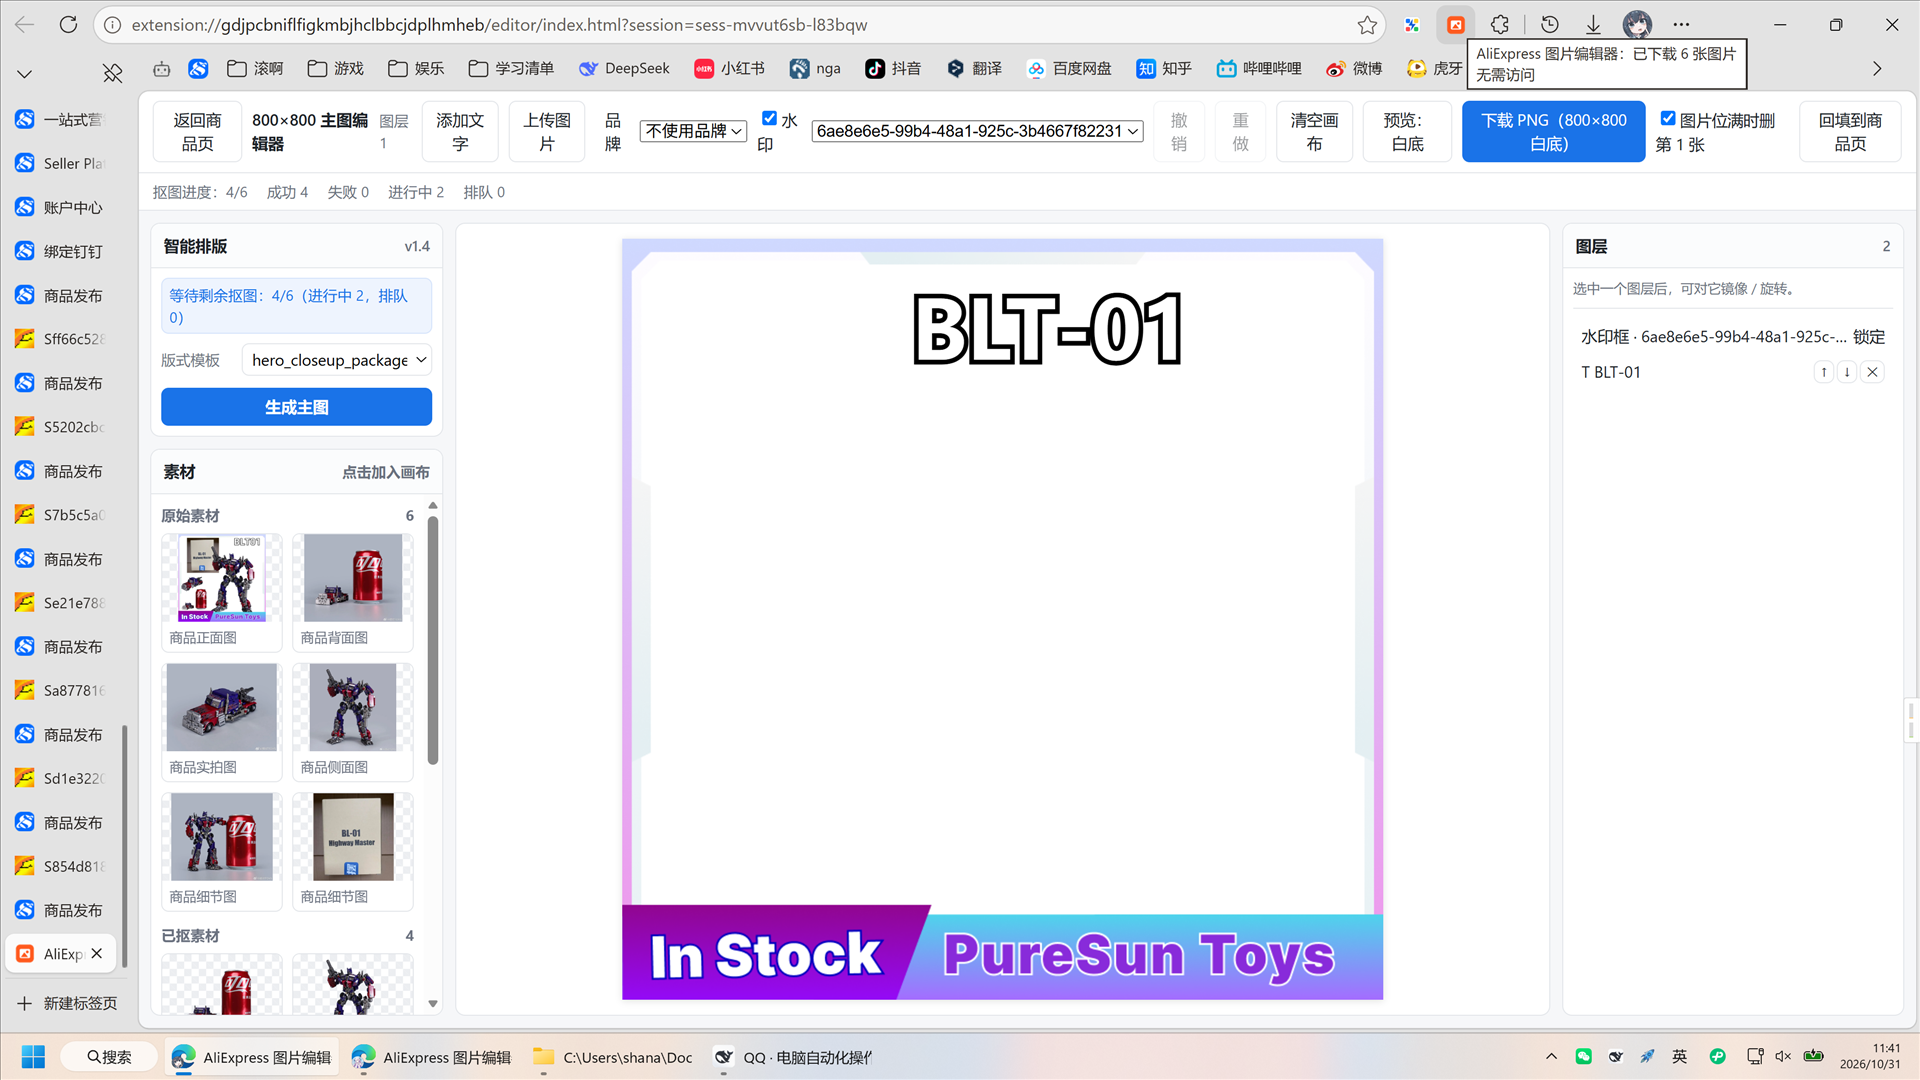 extension://gdjpcbniflfigkmbjhclbbcjdplhmheb/editor/index.html?session=sess-mvvut6sb-l83bqw
AliExpress 图片编辑器：已下载 6 张图片
无需访问
滚啊
游戏
娱乐
学习清单
DeepSeek
小红书
nga
抖音
翻译
百度网盘
知乎
哔哩哔哩
微博
虎牙
一站式营
Seller Pla
账户中心
绑定钉钉
商品发布
Sff66c528
商品发布
S5202cbc
商品发布
S7b5c5a0
商品发布
Se21e788
商品发布
Sa877816
商品发布
Sd1e3220
商品发布
S854d818
商品发布
AliExp
新建标签页
返回商品页
800×800 主图编辑器
图层 1
添加文字
上传图片
品牌
不使用品牌
水印
6ae8e6e5-99b4-48a1-925c-3b4667f82231
撤销
重做
清空画布
预览：白底
下载 PNG（800×800 白底）
图片位满时删第 1 张
回填到商品页
抠图进度：4/6 成功 4 失败 0 进行中 2 排队 0
智能排版
v1.4
等待剩余抠图：4/6（进行中 2，排队
0）
版式模板
hero_closeup_package
生成主图
素材
点击加入画布
原始素材
6
商品正面图
商品背面图
商品实拍图
商品侧面图
BL-01
Highway Master
商品细节图
商品细节图
已抠素材
4
BLT-01
In Stock
PureSun Toys
图层
2
选中一个图层后，可对它镜像 / 旋转。
水印框 · 6ae8e6e5-99b4-48a1-925c-... 锁定
T BLT-01
搜索
AliExpress 图片编辑
AliExpress 图片编辑
C:\Users\shana\Doc
QQ · 电脑自动化操作
英
11:41
2026/10/31